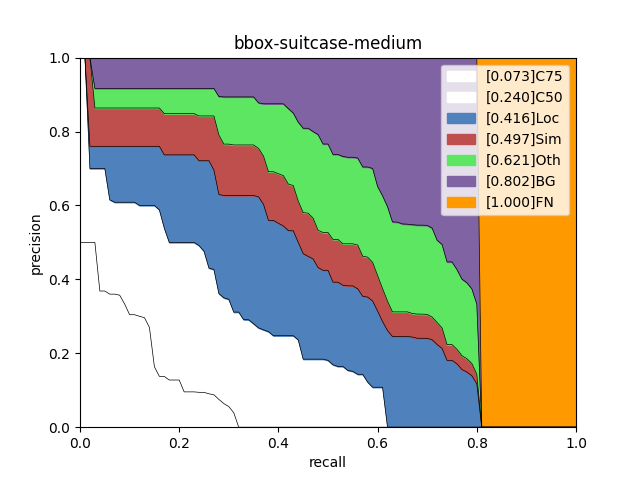 bbox-suitcase-medium
1.0
0.8
0.6
0.4
0.2
0.0
precision
[0.073]C75
[0.240]C50
[0.416]Loc
[0.497]Sim
[0.621]Oth
[0.802]BG
[1.000]FN
0.0 0.2 0.4 0.6 0.8 1.0
recall